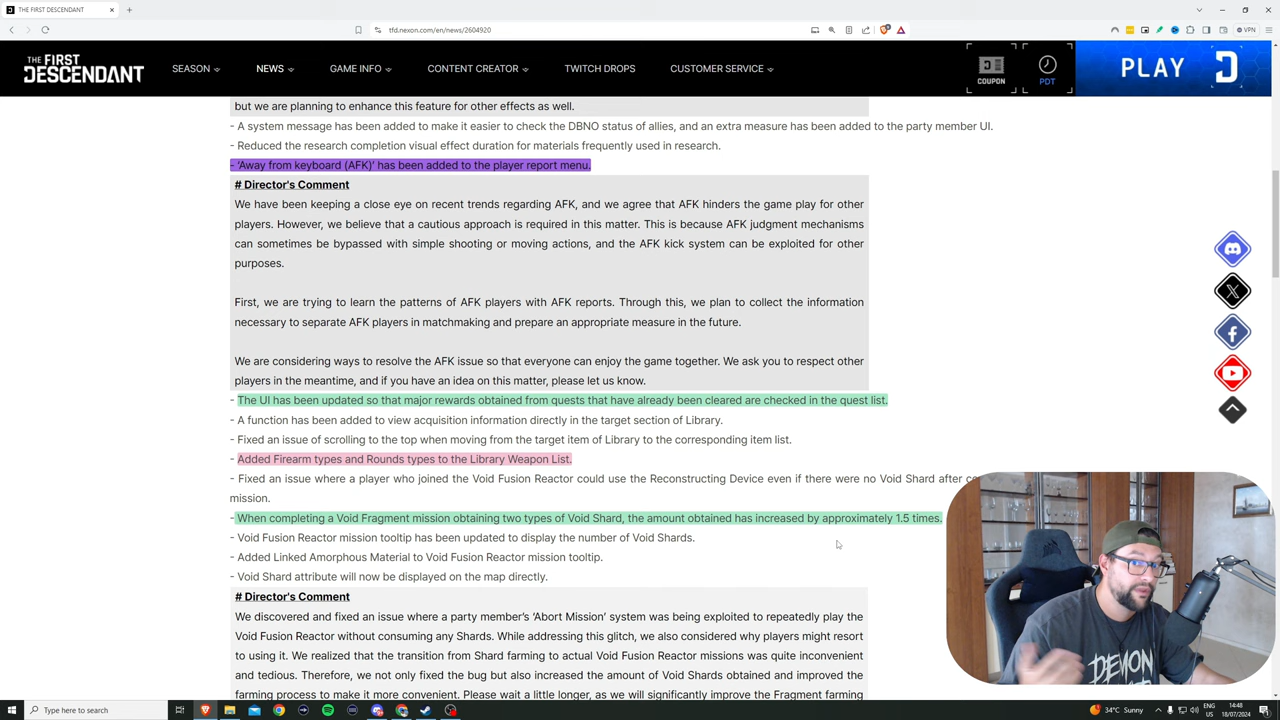 THE FIRST DESCENDANT
tfd.nexon.com/en/news/2604920
VPN
THE FIRST
DESCENDANT
SEASON
NEWS
GAME INFO
CONTENT CREATOR
TWITCH DROPS
CUSTOMER SERVICE
COUPON
PDT
PLAY
but we are planning to enhance this feature for other effects as well.
- A system message has been added to make it easier to check the DBNO status of allies, and an extra measure has been added to the party member UI.
- Reduced the research completion visual effect duration for materials frequently used in research.
- 'Away from keyboard (AFK)' has been added to the player report menu.
# Director's Comment
We have been keeping a close eye on recent trends regarding AFK, and we agree that AFK hinders the game play for other
players. However, we believe that a cautious approach is required in this matter. This is because AFK judgment mechanisms
can sometimes be bypassed with simple shooting or moving actions, and the AFK kick system can be exploited for other
purposes.
First, we are trying to learn the patterns of AFK players with AFK reports. Through this, we plan to collect the information
necessary to separate AFK players in matchmaking and prepare an appropriate measure in the future.
We are considering ways to resolve the AFK issue so that everyone can enjoy the game together. We ask you to respect other
players in the meantime, and if you have an idea on this matter, please let us know.
- The UI has been updated so that major rewards obtained from quests that have already been cleared are checked in the quest list.
- A function has been added to view acquisition information directly in the target section of Library.
- Fixed an issue of scrolling to the top when moving from the target item of Library to the corresponding item list.
- Added Firearm types and Rounds types to the Library Weapon List.
- Fixed an issue where a player who joined the Void Fusion Reactor could use the Reconstructing Device even if there were no Void Shard after
mission.
- When completing a Void Fragment mission obtaining two types of Void Shard, the amount obtained has increased by approximately 1.5 times.
- Void Fusion Reactor mission tooltip has been updated to display the number of Void Shards.
- Added Linked Amorphous Material to Void Fusion Reactor mission tooltip.
- Void Shard attribute will now be displayed on the map directly.
# Director's Comment
We discovered and fixed an issue where a party member's 'Abort Mission' system was being exploited to repeatedly play the
Void Fusion Reactor without consuming any Shards. While addressing this glitch, we also considered why players might resort
to using it. We realized that the transition from Shard farming to actual Void Fusion Reactor missions was quite inconvenient
and tedious. Therefore, we not only fixed the bug but also increased the amount of Void Shards obtained and improved the
farming process to make it more convenient. Please wait a little longer, as we will significantly improve the Fragment farming
DEMON
Type here to search
34°C Sunny
ENG
US
14:48
18/07/2024